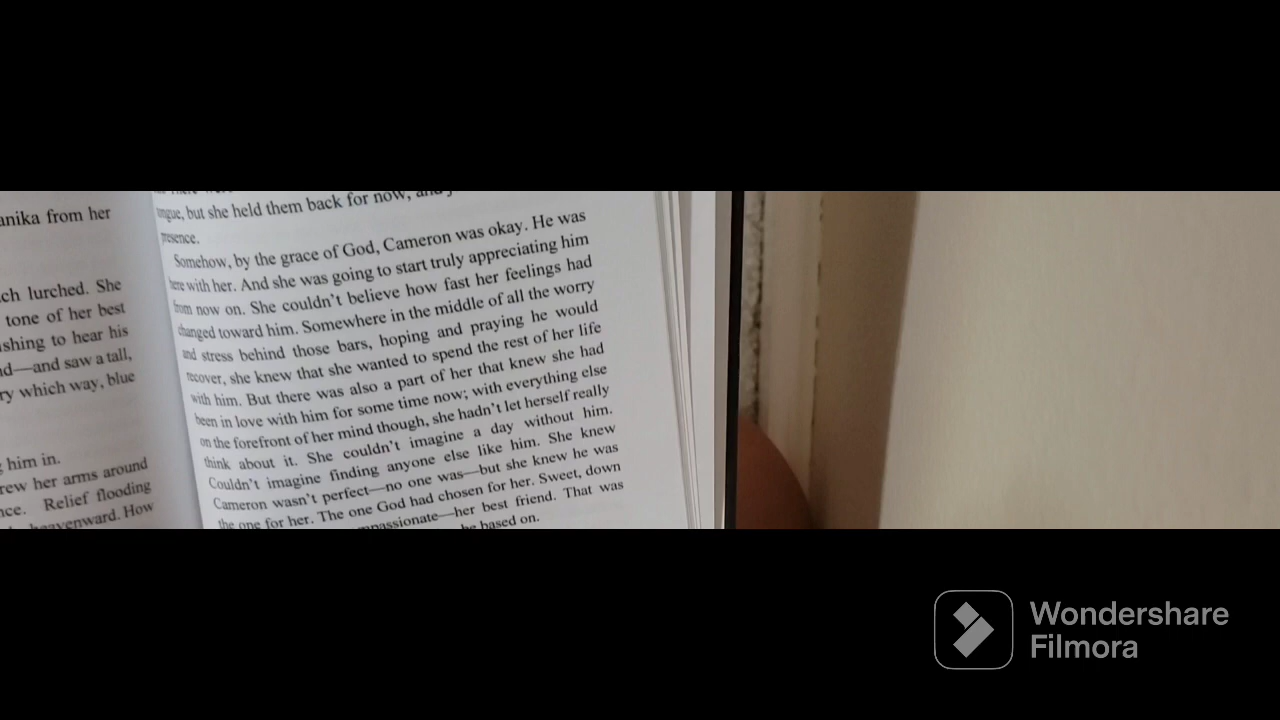 anika from her
ch lurched. She
tone of her best
shing to hear his
nd—and saw a tall,
ry which way, blue
him in.
rew her arms around
nce. Relief flooding
heavenward. How
tongue, but she held them back for now,
presence.
Somehow, by the grace of God, Cameron was okay. He was
here with her. And she was going to start truly appreciating him
from now on. She couldn't believe how fast her feelings had
changed toward him. Somewhere in the middle of all the worry
and stress behind those bars, hoping and praying he would
recover, she knew that she wanted to spend the rest of her life
with him. But there was also a part of her that knew she had
been in love with him for some time now; with everything else
on the forefront of her mind though, she hadn't let herself really
think about it. She couldn't imagine a day without him.
Couldn't imagine finding anyone else like him. She knew
Cameron wasn't perfect—no one was—but she knew he was
the one for her. The one God had chosen for her. Sweet, down
mpassionate—her best friend. That was
be based on.
Wondershare
Filmora